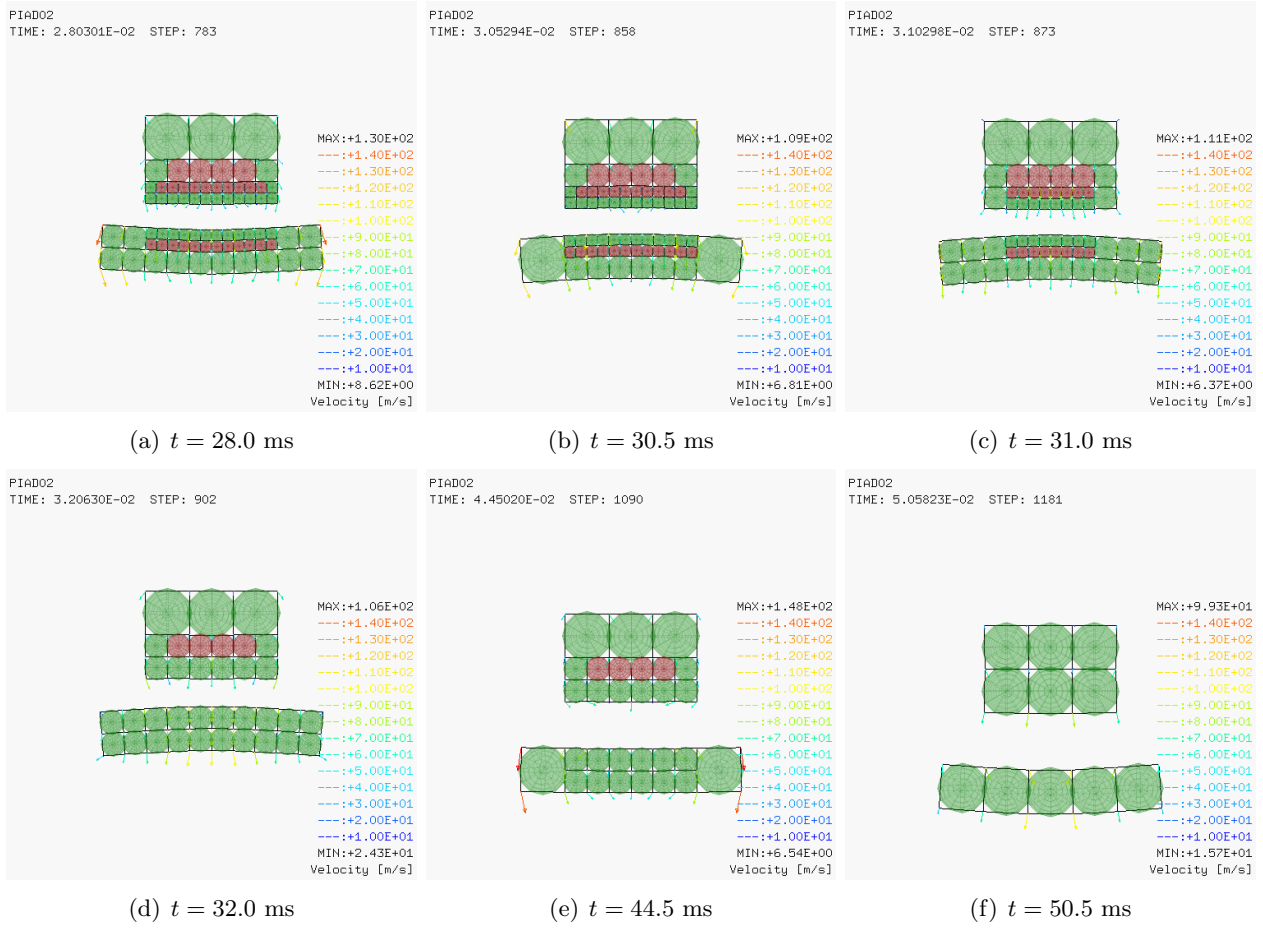 PIADO2
TIME: 2.80301E-02 STEP: 783
MAX:+1.30E+02
---:+1.40E+02
---:+1.30E+02
---:+1.20E+02
---:+1.10E+02
---:+1.00E+02
---:+9.00E+01
---:+8.00E+01
---:+7.00E+01
---:+6.00E+01
---:+5.00E+01
---:+4.00E+01
---:+3.00E+01
---:+2.00E+01
---:+1.00E+01
MIN:+8.62E+00
Velocity [m/s]
(a) t = 28.0 ms
PIADO2
TIME: 3.05294E-02 STEP: 858
MAX:+1.09E+02
---:+1.40E+02
---:+1.30E+02
---:+1.20E+02
---:+1.10E+02
---:+1.00E+02
---:+9.00E+01
---:+8.00E+01
---:+7.00E+01
---:+6.00E+01
---:+5.00E+01
---:+4.00E+01
---:+3.00E+01
---:+2.00E+01
---:+1.00E+01
MIN:+6.81E+00
Velocity [m/s]
(b) t = 30.5 ms
PIADO2
TIME: 3.10298E-02 STEP: 873
MAX:+1.11E+02
---:+1.40E+02
---:+1.30E+02
---:+1.20E+02
---:+1.10E+02
---:+1.00E+02
---:+9.00E+01
---:+8.00E+01
---:+7.00E+01
---:+6.00E+01
---:+5.00E+01
---:+4.00E+01
---:+3.00E+01
---:+2.00E+01
---:+1.00E+01
MIN:+6.37E+00
Velocity [m/s]
(c) t = 31.0 ms
PIADO2
TIME: 3.20630E-02 STEP: 902
MAX:+1.06E+02
---:+1.40E+02
---:+1.30E+02
---:+1.20E+02
---:+1.10E+02
---:+1.00E+02
---:+9.00E+01
---:+8.00E+01
---:+7.00E+01
---:+6.00E+01
---:+5.00E+01
---:+4.00E+01
---:+3.00E+01
---:+2.00E+01
---:+1.00E+01
MIN:+2.43E+01
Velocity [m/s]
(d) t = 32.0 ms
PIADO2
TIME: 4.45020E-02 STEP: 1090
MAX:+1.48E+02
---:+1.40E+02
---:+1.30E+02
---:+1.20E+02
---:+1.10E+02
---:+1.00E+02
---:+9.00E+01
---:+8.00E+01
---:+7.00E+01
---:+6.00E+01
---:+5.00E+01
---:+4.00E+01
---:+3.00E+01
---:+2.00E+01
---:+1.00E+01
MIN:+6.54E+00
Velocity [m/s]
(e) t = 44.5 ms
PIADO2
TIME: 5.05823E-02 STEP: 1181
MAX:+9.93E+01
---:+1.40E+02
---:+1.30E+02
---:+1.20E+02
---:+1.10E+02
---:+1.00E+02
---:+9.00E+01
---:+8.00E+01
---:+7.00E+01
---:+6.00E+01
---:+5.00E+01
---:+4.00E+01
---:+3.00E+01
---:+2.00E+01
---:+1.00E+01
MIN:+1.57E+01
Velocity [m/s]
(f) t = 50.5 ms